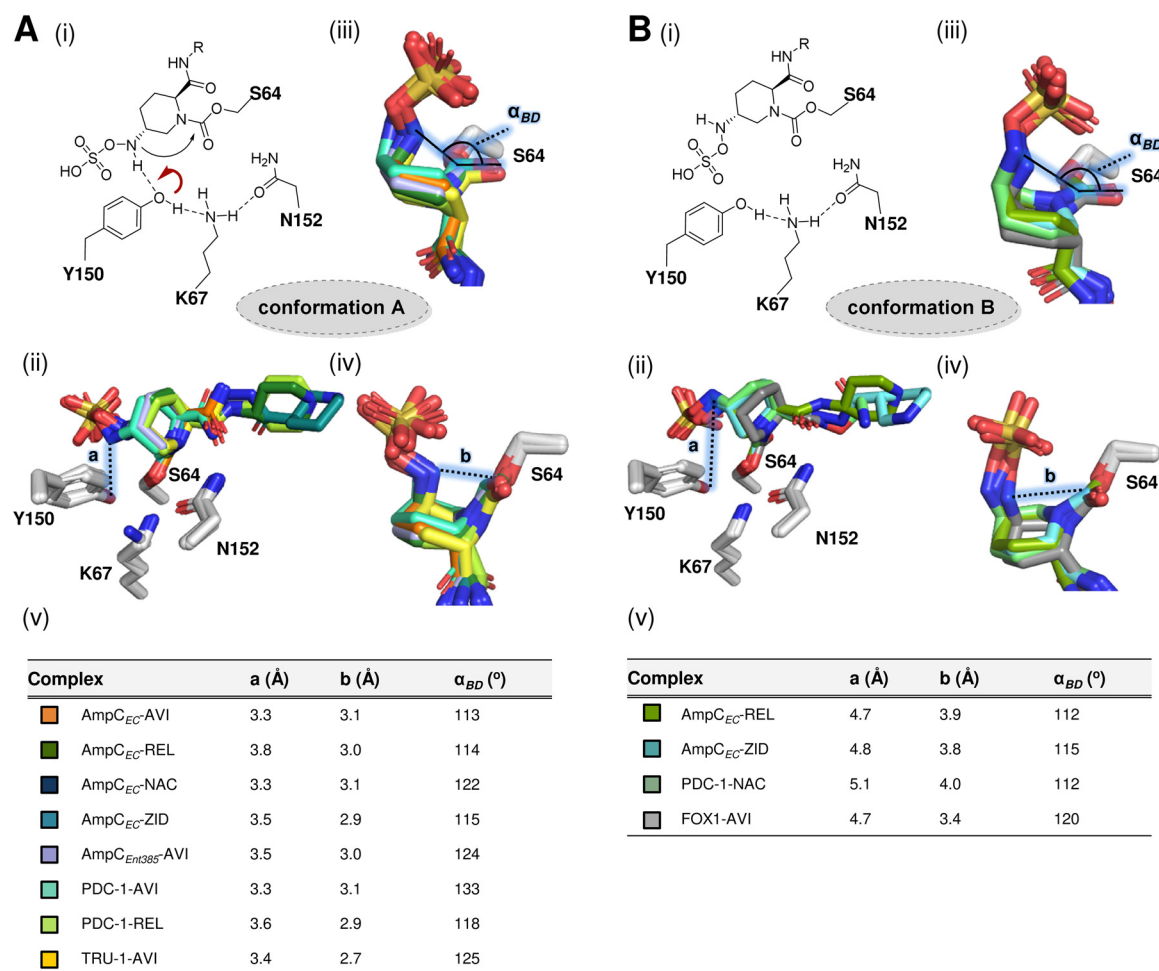 A
(i)
HN-R
O
S64
N
O
O
O
N
H
HO
S
O
O
O
H
N
H
H
H2N
O
N152
Y150
K67
conformation A
(iii)
αBD
S64
(ii)
a
S64
Y150
N152
K67
(iv)
b
S64
(v)
Complex a (Å) b (Å) αBD (º)
AmpCEC-AVI 3.3 3.1 113
AmpCEC-REL 3.8 3.0 114
AmpCEC-NAC 3.3 3.1 122
AmpCEC-ZID 3.5 2.9 115
AmpCEnt385-AVI 3.5 3.0 124
PDC-1-AVI 3.3 3.1 133
PDC-1-REL 3.6 2.9 118
TRU-1-AVI 3.4 2.7 125
B
(i)
HN-R
O
S64
N
O
O
H
N
O
O
S
O
HO
O
H
N
H
H
H2N
O
N152
Y150
K67
conformation B
(iii)
αBD
S64
(ii)
a
S64
Y150
N152
K67
(iv)
b
S64
(v)
Complex a (Å) b (Å) αBD (º)
AmpCEC-REL 4.7 3.9 112
AmpCEC-ZID 4.8 3.8 115
PDC-1-NAC 5.1 4.0 112
FOX1-AVI 4.7 3.4 120